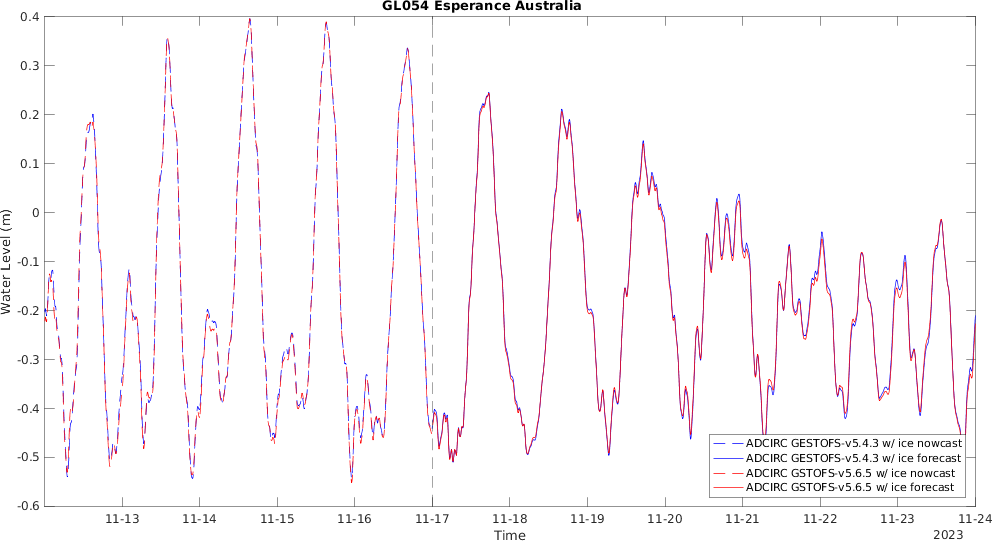 GL054 Esperance Australia
0.4
0.3
0.2
0.1
0
-0.1
-0.2
-0.3
-0.4
-0.5
-0.6
Water Level (m)
ADCIRC GESTOFS-v5.4.3 w/ ice nowcast
ADCIRC GESTOFS-v5.4.3 w/ ice forecast
ADCIRC GSTOFS-v5.6.5 w/ ice nowcast
ADCIRC GSTOFS-v5.6.5 w/ ice forecast
11-13 11-14 11-15 11-16 11-17 11-18 11-19 11-20 11-21 11-22 11-23 11-24
Time
2023